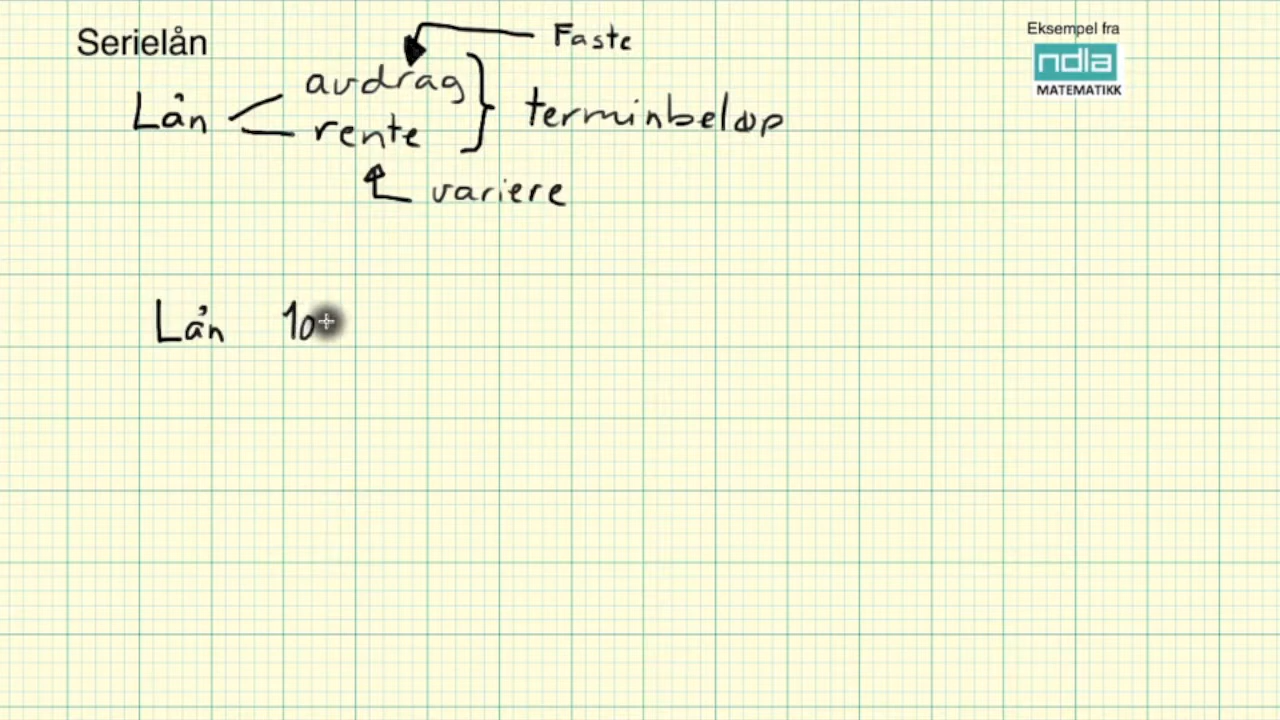 Serielån
Faste
Eksempel fra
ndla
MATEMATIKK
Lån
avdrag
rente
terminbeløp
variere
Lån 10